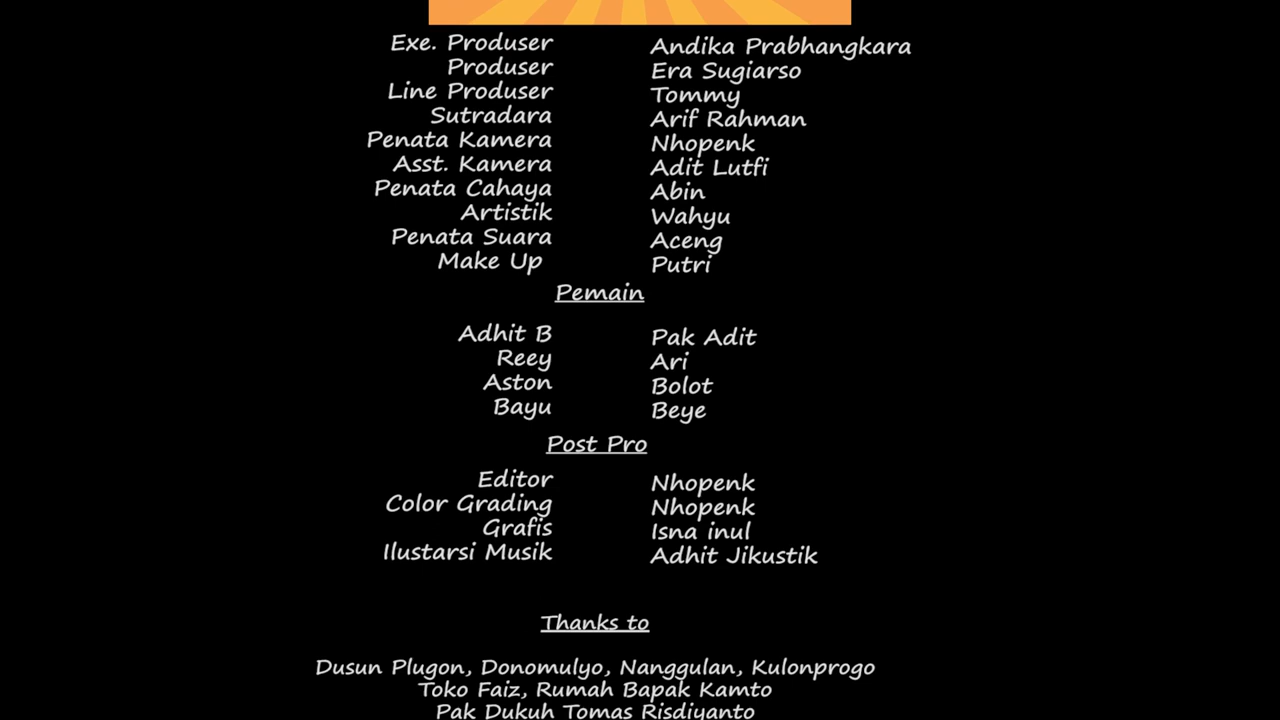 Exe. Produser Andika Prabhangkara
Produser Era Sugiarso
Line Produser Tommy
Sutradara Arif Rahman
Penata Kamera Nhopenk
Asst. Kamera Adit Lutfi
Penata Cahaya Abin
Artistik Wahyu
Penata Suara Aceng
Make Up Putri
Pemain
Adhit B Pak Adit
Reey Ari
Aston Bolot
Bayu Beye
Post Pro
Editor Nhopenk
Color Grading Nhopenk
Grafis Isna inul
Ilustarsi Musik Adhit Jikustik
Thanks to
Dusun Plugon, Donomulyo, Nanggulan, Kulonprogo
Toko Faiz, Rumah Bapak Kamto
Pak Dukuh Tomas Risdiyanto